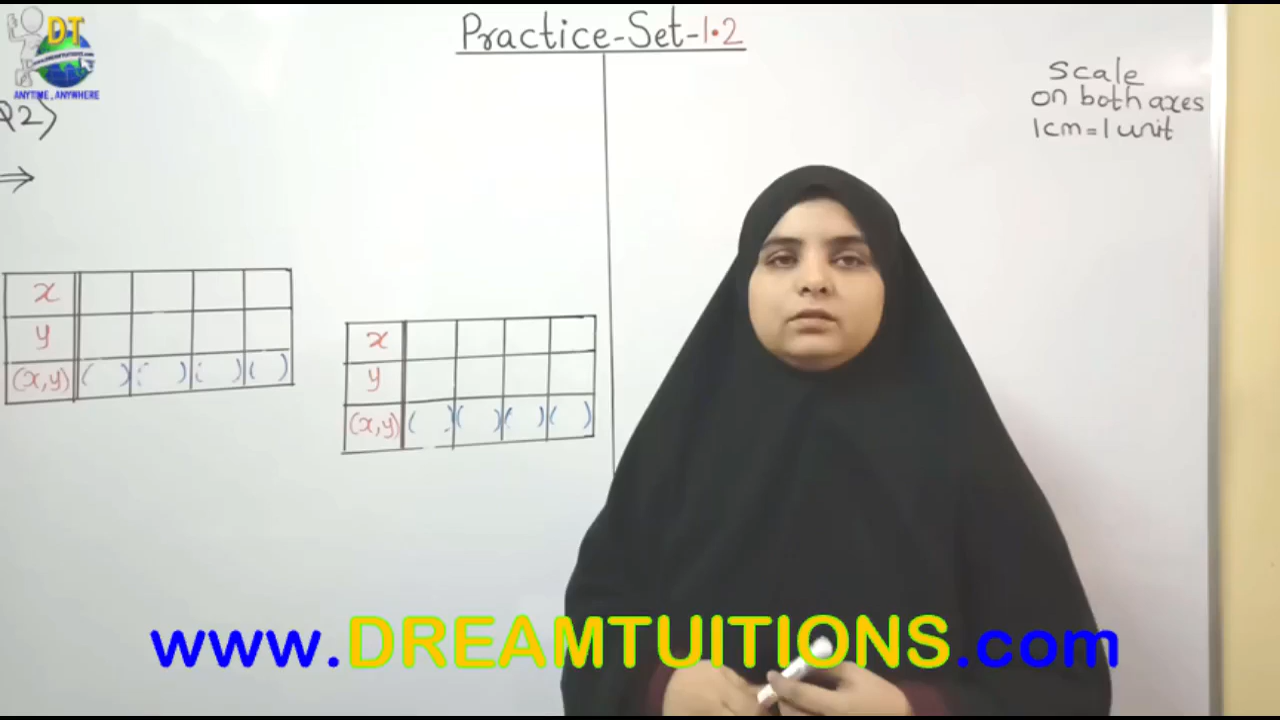 DT
ANYTIME, ANYWHERE
Practice-Set-1.2
Scale
on both axes
1cm = 1 unit
Q2)
⇒
x
y
(x,y) ( ) ( ) ( ) ( )
x
y
(x,y) ( ) ( ) ( ) ( )
www.DREAMTUITIONS.com